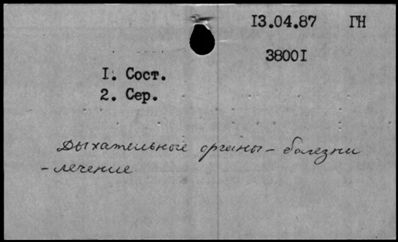 13.04.87 ГН
38001
1. Сост.
2. Сер.
Дыхательные органы - болезни
- лечение